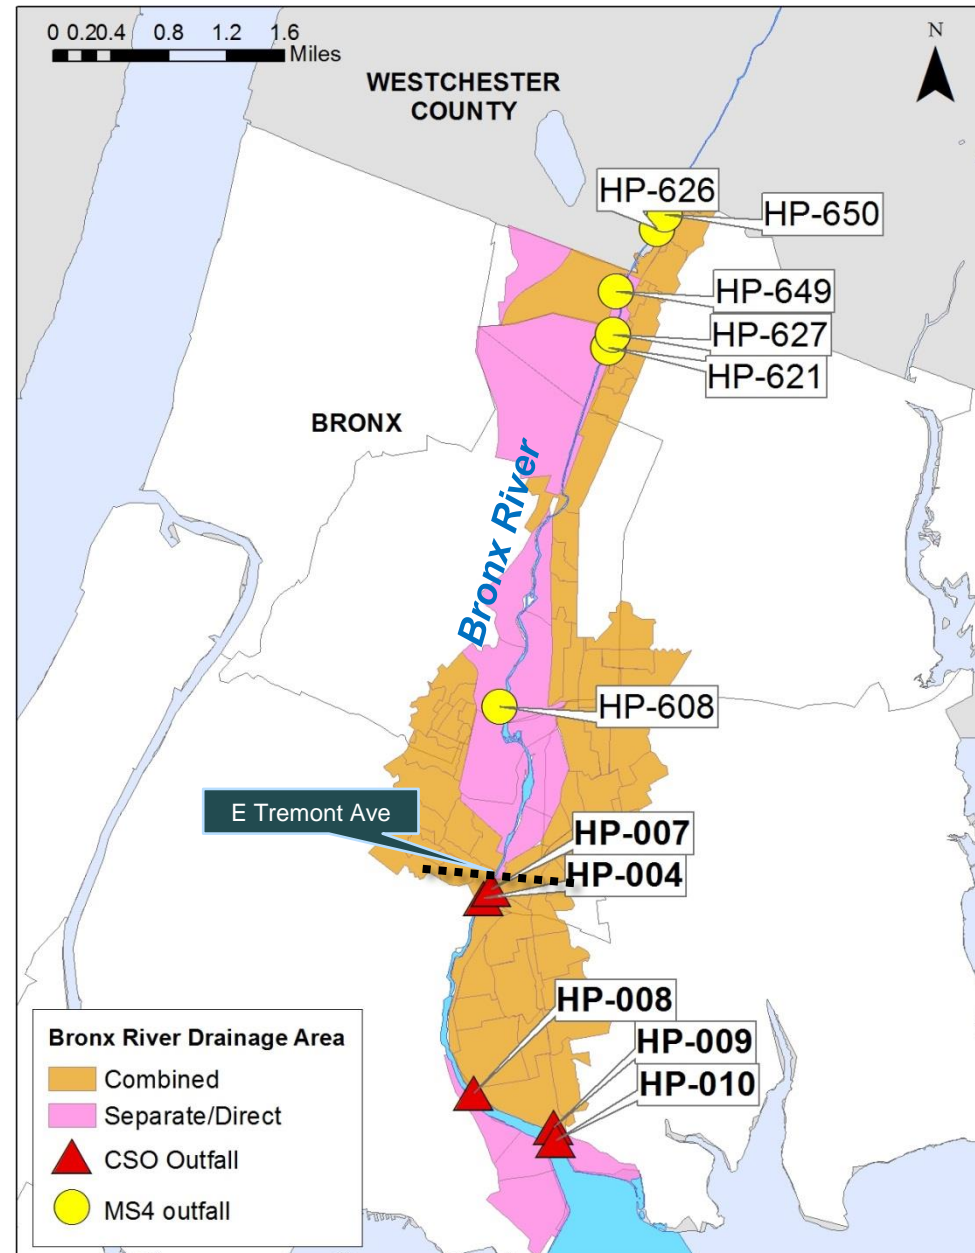 0 0.20.4 0.8 1.2 1.6
Miles
N
WESTCHESTER
COUNTY
HP-626
HP-650
HP-649
HP-627
HP-621
BRONX
Bronx River
HP-608
E Tremont Ave
HP-007
HP-004
HP-008
HP-009
HP-010
Bronx River Drainage Area
Combined
Separate/Direct
CSO Outfall
MS4 outfall